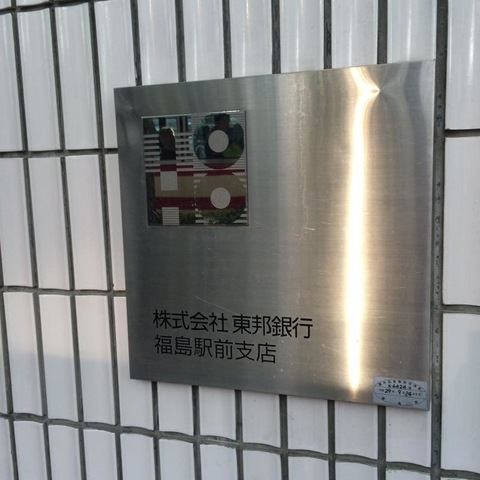 株式会社 東邦銀行
福島駅前支店